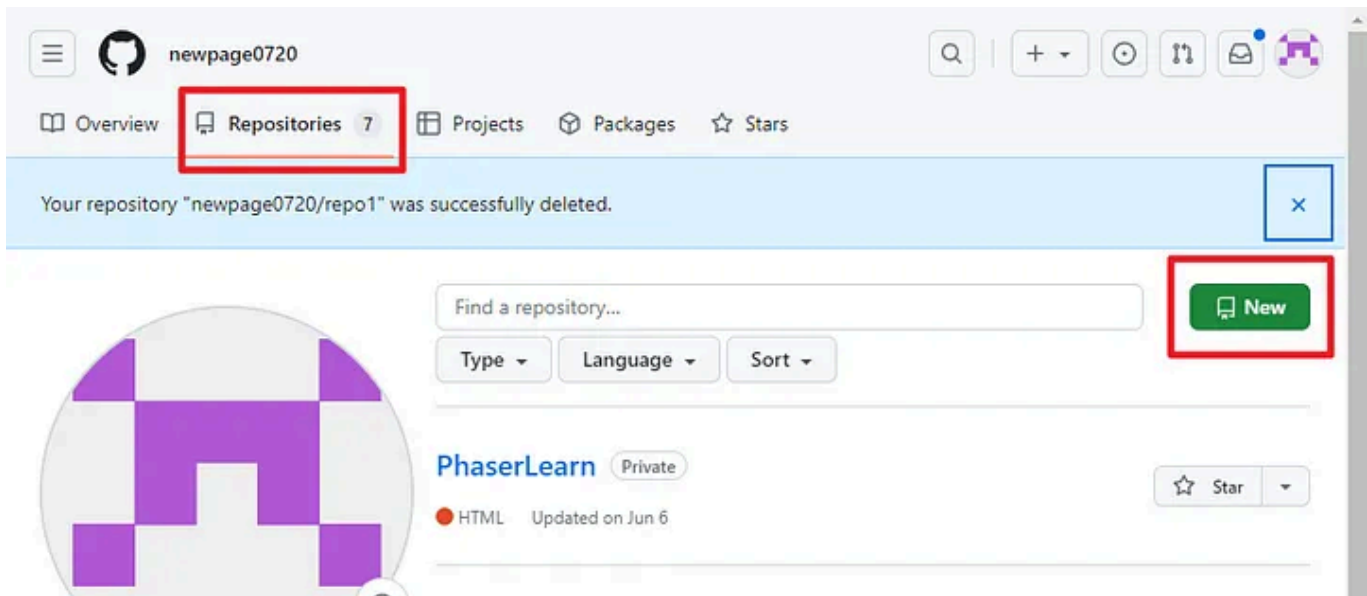 newpage0720
Overview Repositories 7 Projects Packages Stars
Your repository "newpage0720/repo1" was successfully deleted.
Find a repository...
New
Type Language Sort
PhaserLearn Private
Star
HTML Updated on Jun 6